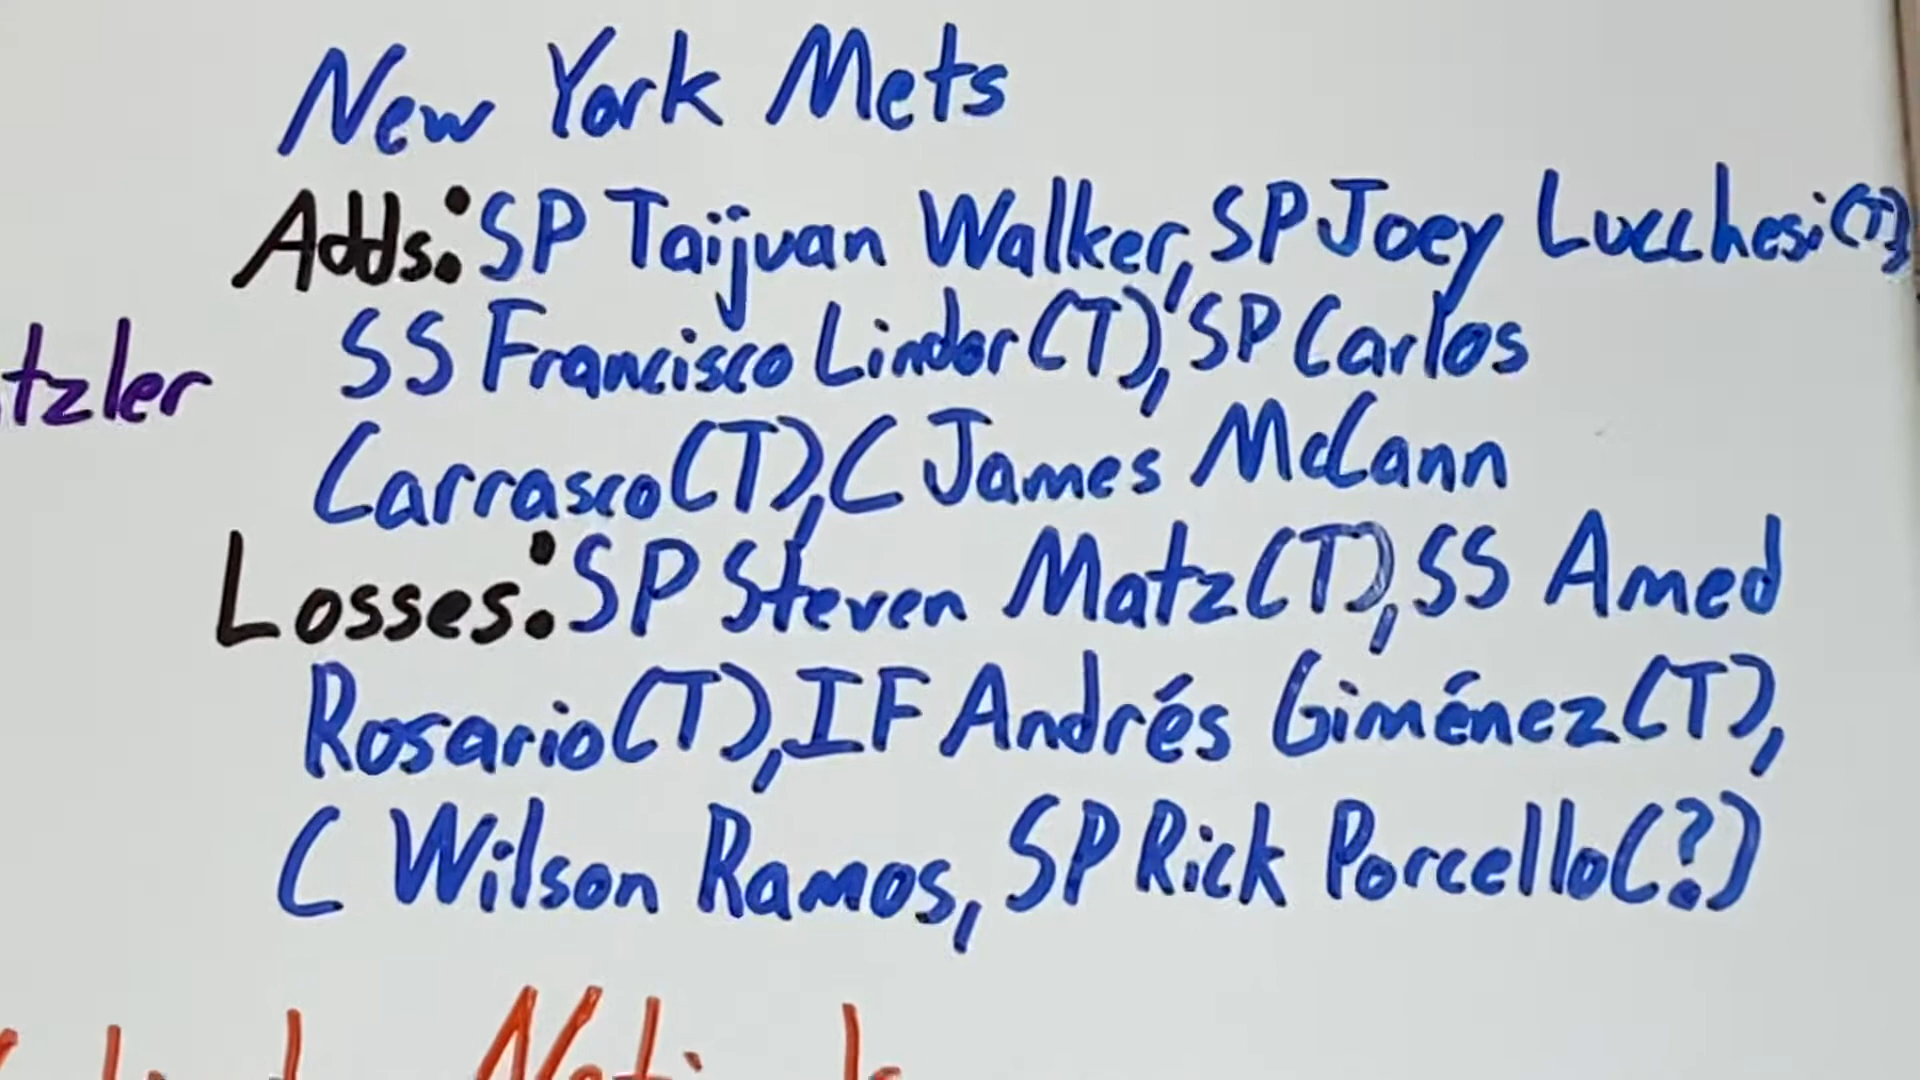 New York Mets
Adds: SP Taijuan Walker, SP Joey Lucchesi (T),
SS Francisco Lindor (T), SP Carlos
tzler
Carrasco (T), C James McCann
Losses: SP Steven Matz (T), SS Amed
Rosario (T), IF Andrés Giménez (T),
C Wilson Ramos, SP Rick Porcello (?)